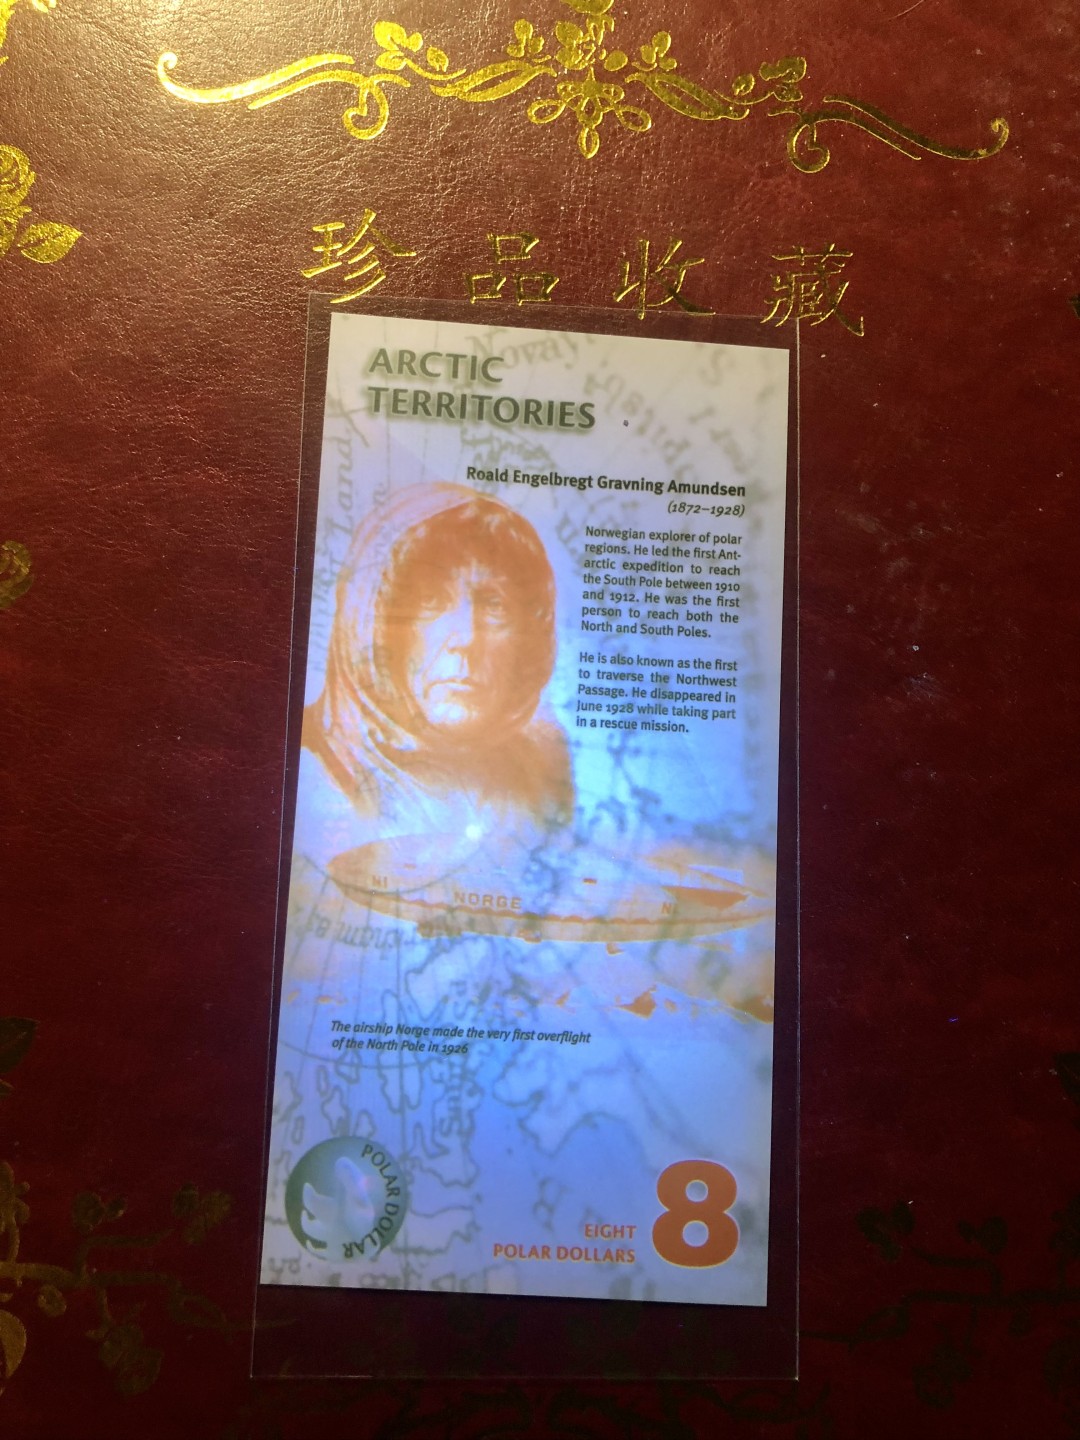 珍品收藏
ARCTIC
TERRITORIES
Roald Engelbregt Gravning Amundsen
(1872–1928)
Norwegian explorer of polar
regions. He led the first Ant-
arctic expedition to reach
the South Pole between 1910
and 1912. He was the first
person to reach both the
North and South Poles.
He is also known as the first
to traverse the Northwest
Passage. He disappeared in
June 1928 while taking part
in a rescue mission.
NI NORGE NI
The airship Norge made the very first overflight
of the North Pole in 1926
POLAR DOLLAR
EIGHT
POLAR DOLLARS
8